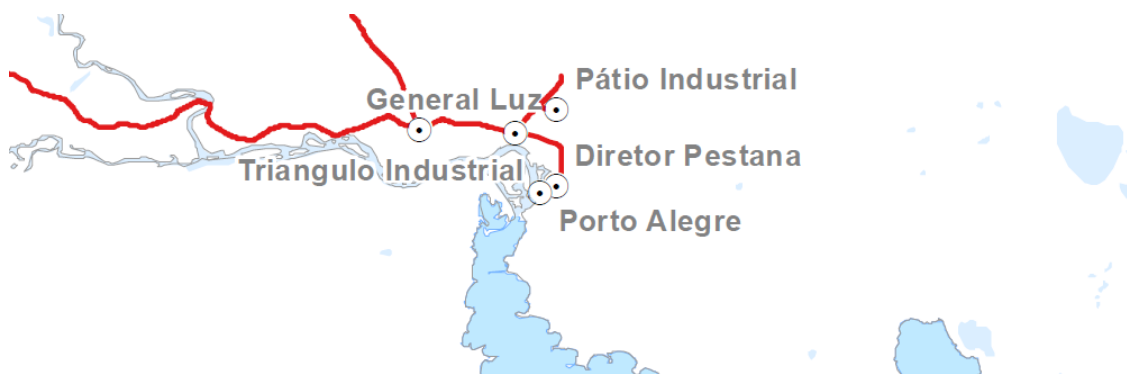 Pátio Industrial
General Luz
Diretor Pestana
Triangulo Industrial
Porto Alegre